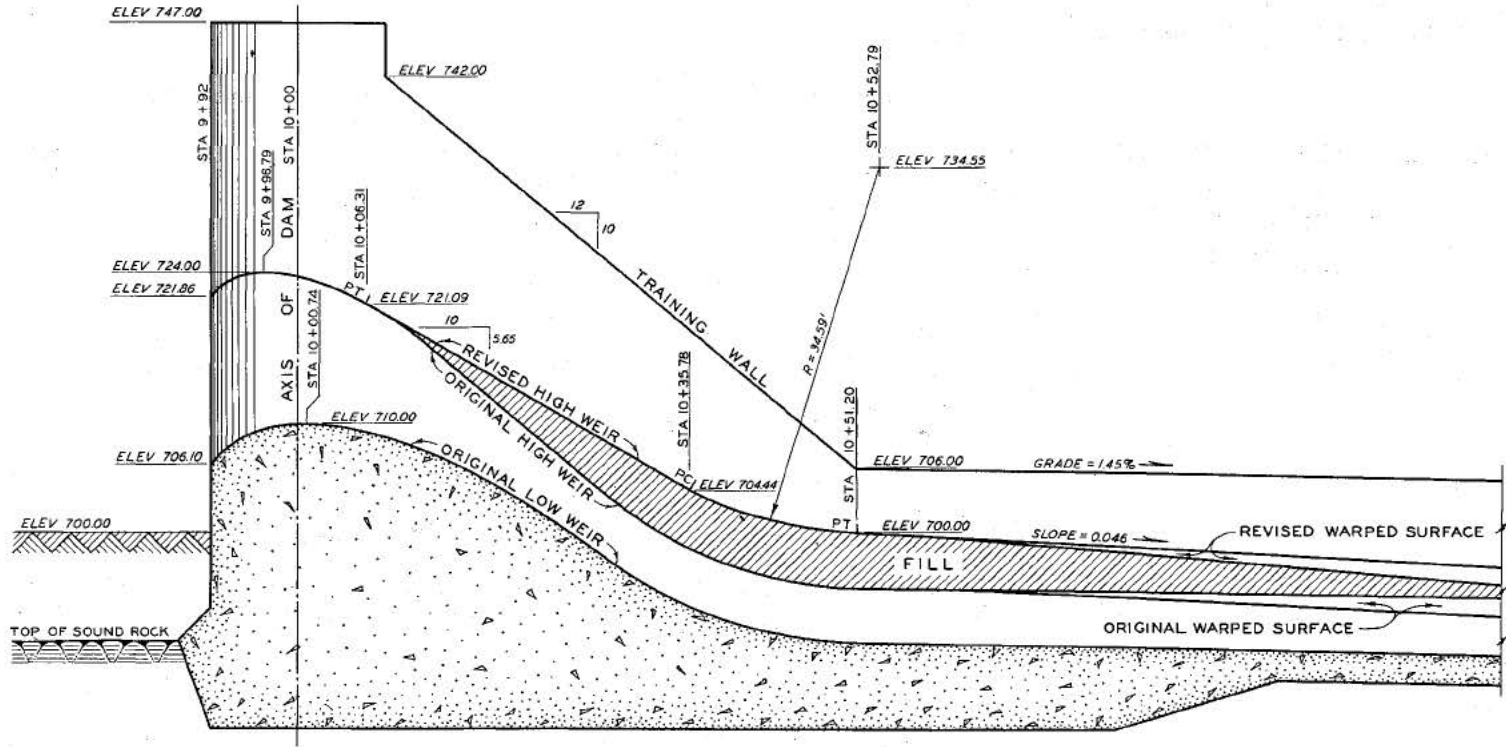 ELEV 747.00
ELEV 742.00
STA 9+92
AXIS OF DAM STA 10+00
STA 9+96.79
STA 10+06.31
STA 10+52.79
ELEV 734.55
12
10
TRAINING WALL
R = 34.59'
ELEV 724.00
ELEV 721.86
PT
ELEV 721.09
STA 10+00.74
10
5.65
REVISED HIGH WEIR
ORIGINAL HIGH WEIR
STA 10+35.78
ELEV 710.00
ORIGINAL LOW WEIR
ELEV 706.10
STA 10+51.20
ELEV 706.00
GRADE = 1.45%
PC
ELEV 704.44
ELEV 700.00
PT
ELEV 700.00
SLOPE = 0.046
REVISED WARPED SURFACE
FILL
ORIGINAL WARPED SURFACE
TOP OF SOUND ROCK